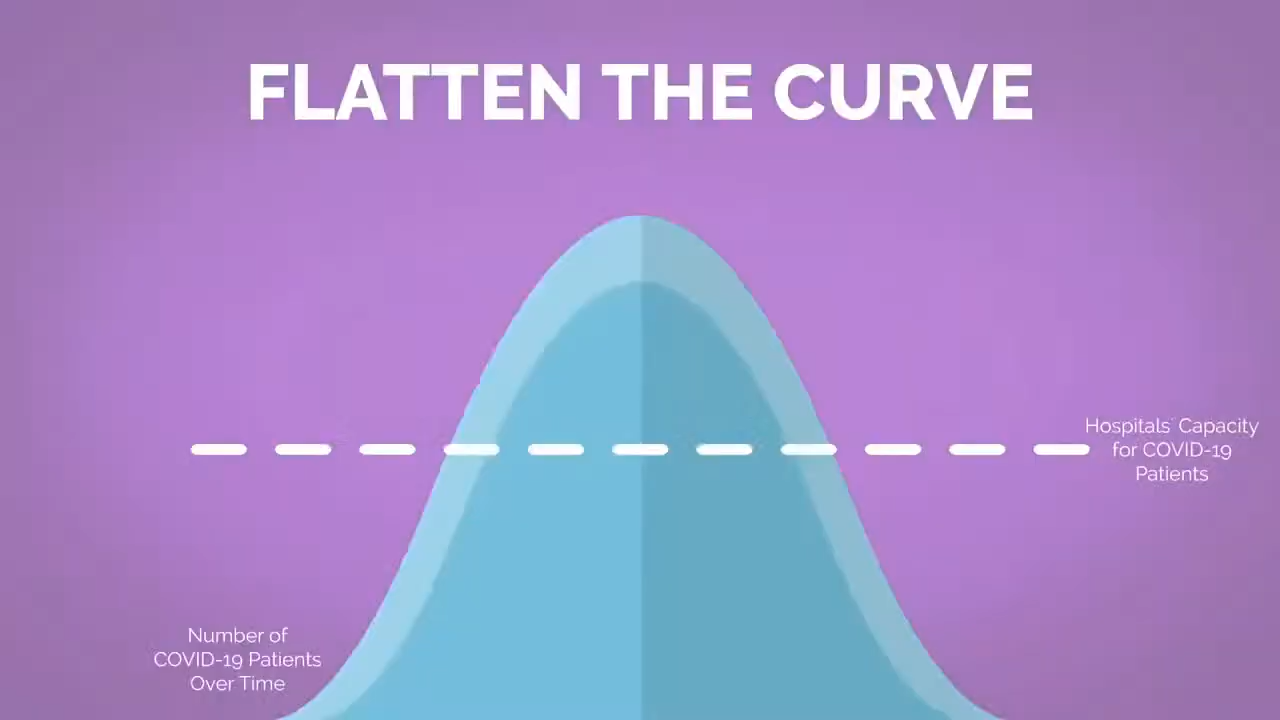 FLATTEN THE CURVE
Hospitals' Capacity
for COVID-19
Patients
Number of
COVID-19 Patients
Over Time